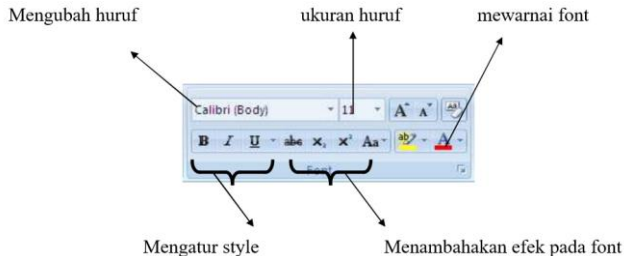 Mengubah huruf ukuran huruf mewarnai font
Calibri (Body) 11 A A Aa
B I U abc x₂ x² Aa ab A
Font
Mengatur style Menambahakan efek pada font